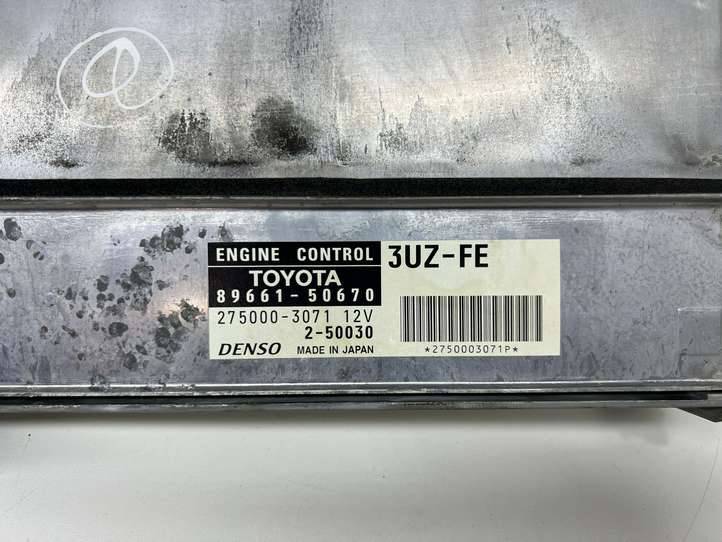 @
ENGINE CONTROL
TOYOTA
89661-50670
275000-3071 12V
2-50030
DENSO MADE IN JAPAN
3UZ-FE
*2750003071P*